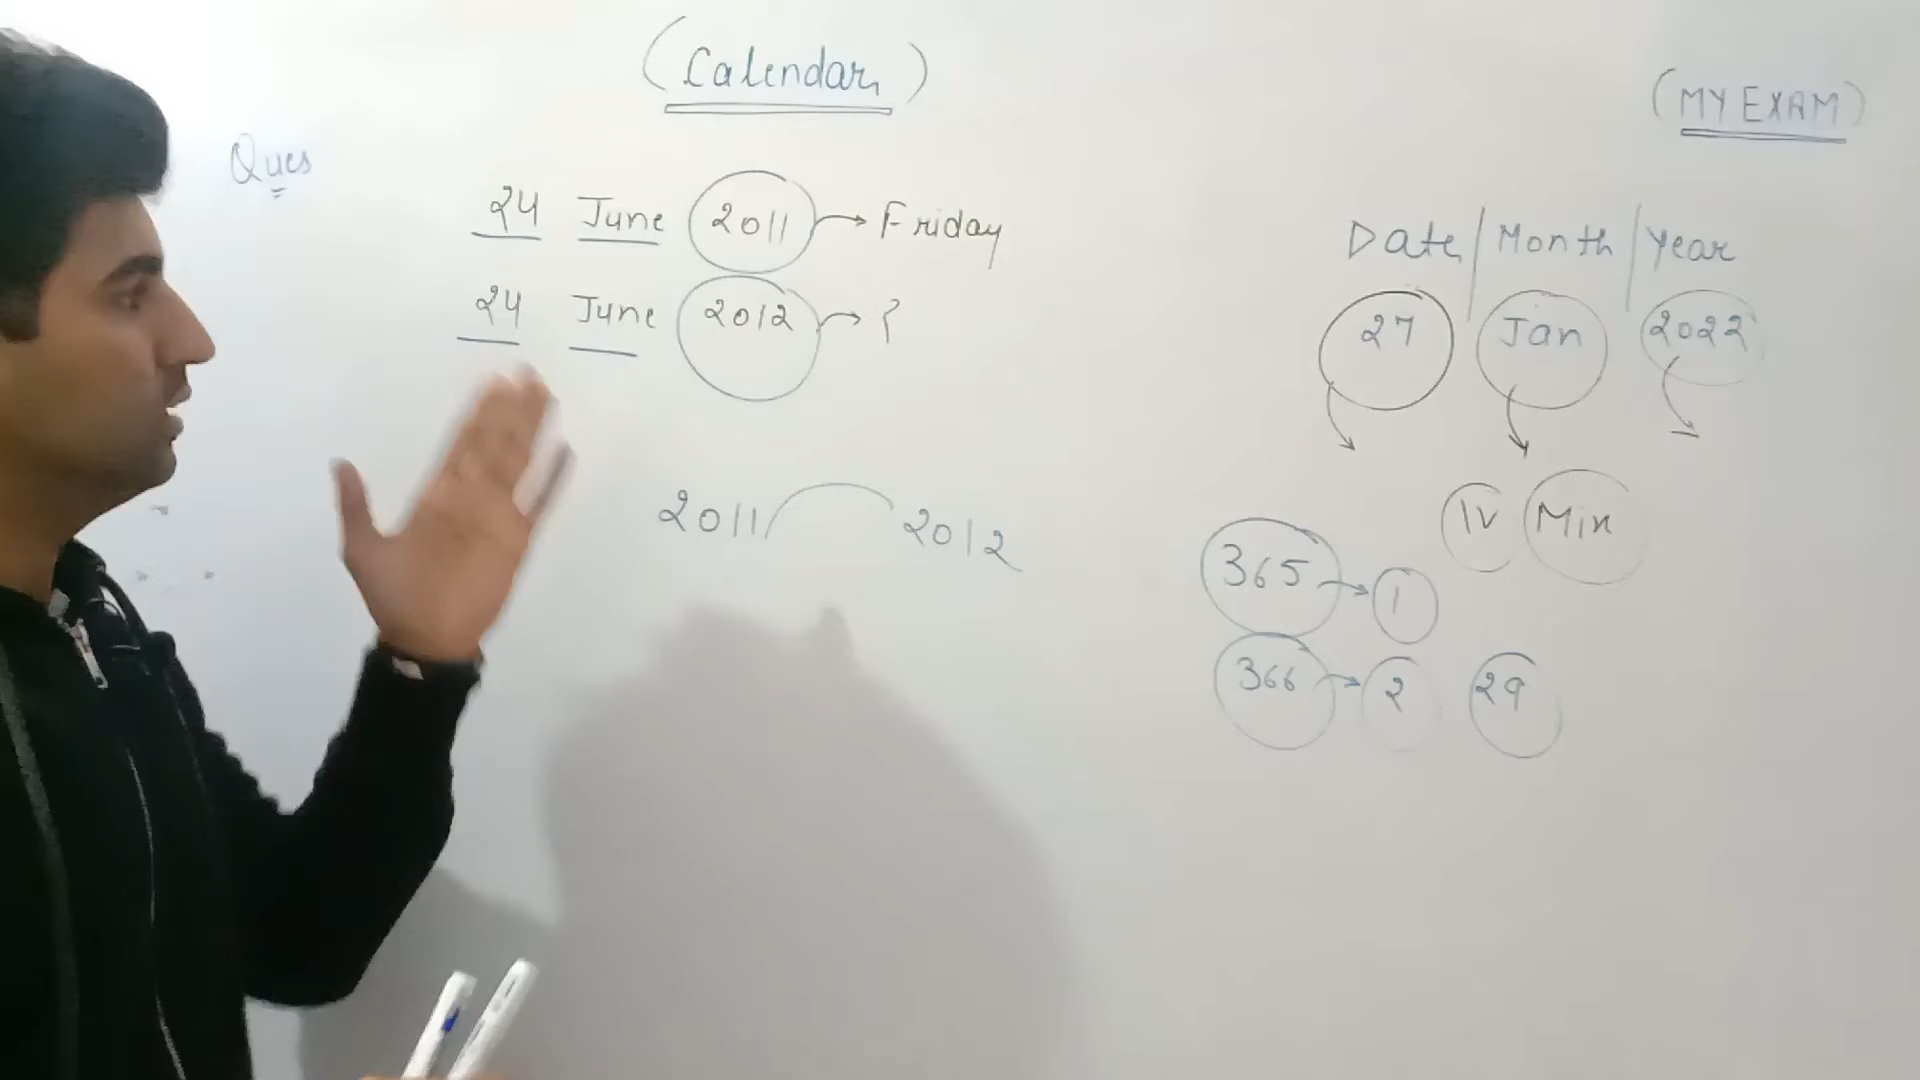 (Calendar)
(MY EXAM)
Ques
24 June 2011 → Friday
24 June 2012 → ?
Date / Month / Year
27 Jan 2022
2011 2012
1V Min
365 → 1
366 → 2 29